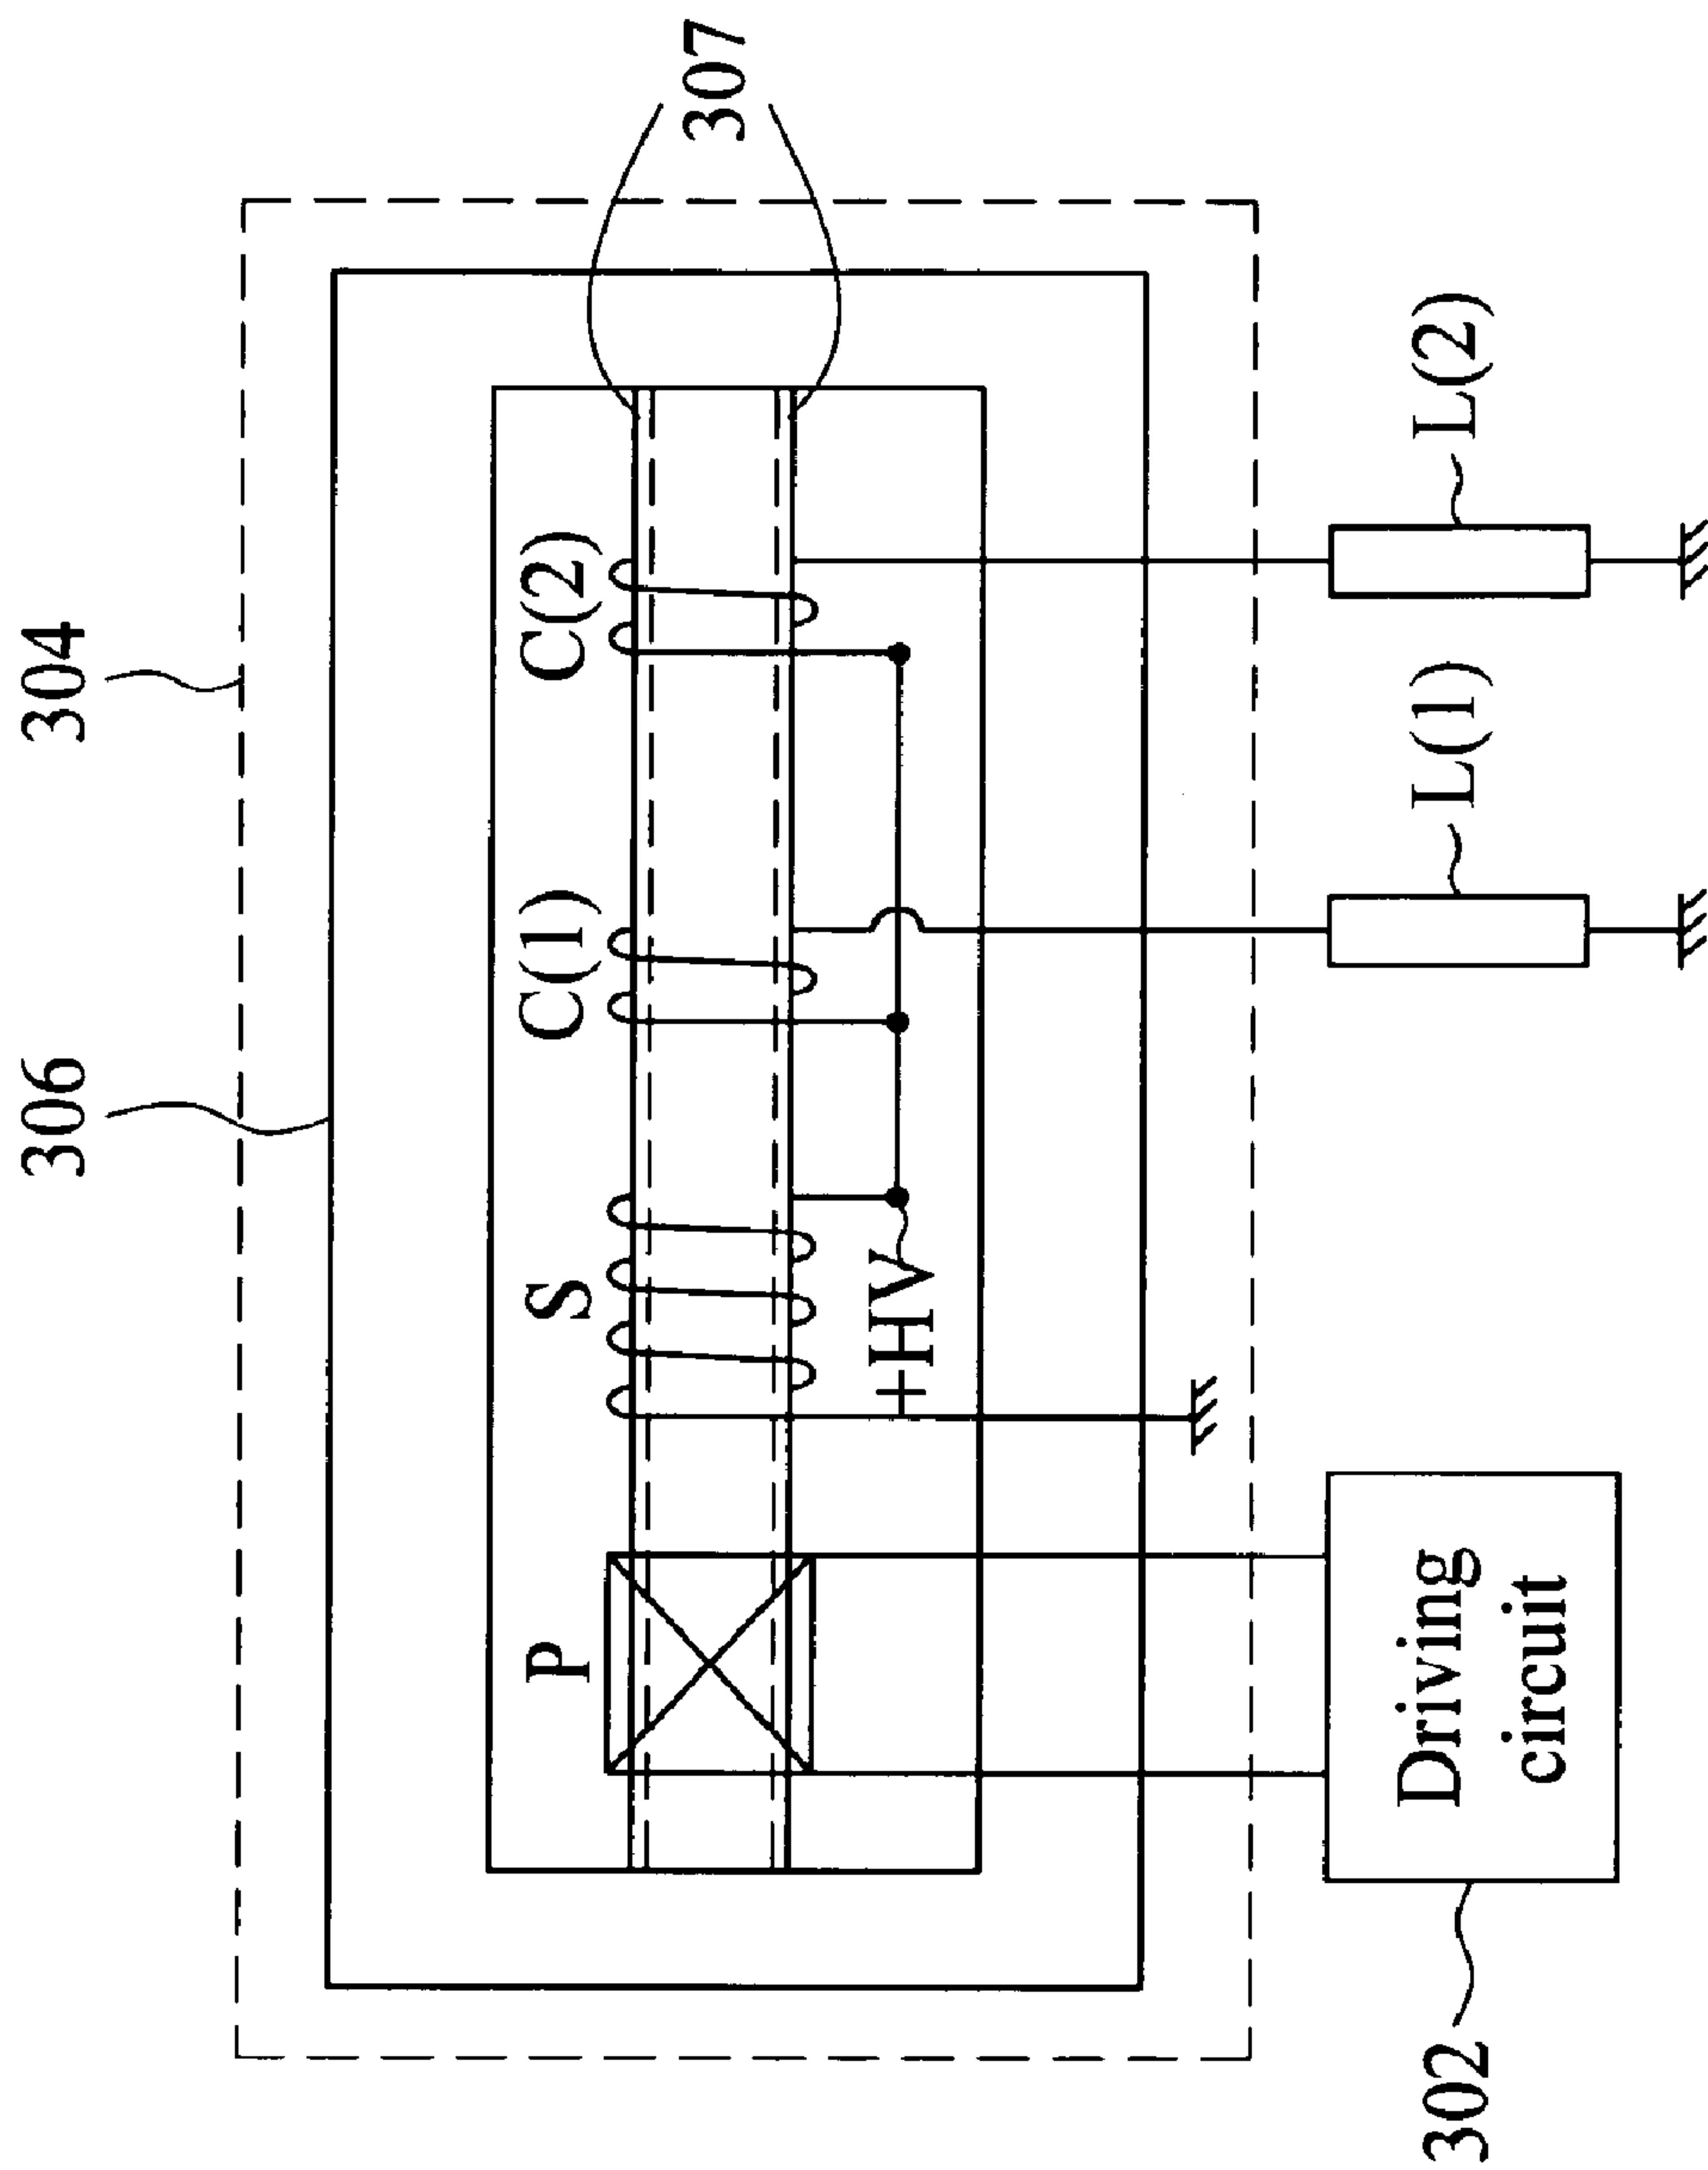 306
304
P
S
C(1)
C(2)
307
+HV
302
Driving
circuit
L(1)
L(2)